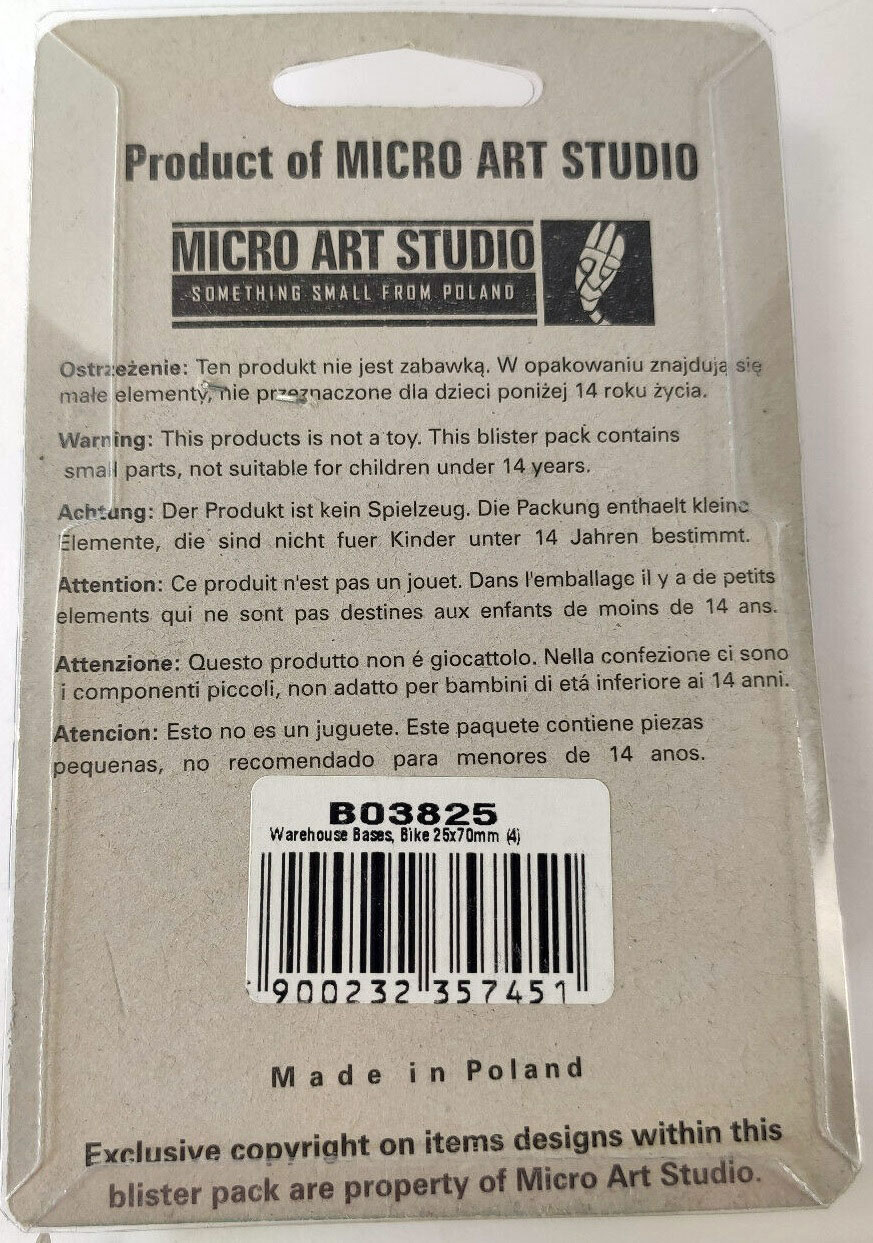 Product of MICRO ART STUDIO
MICRO ART STUDIO
SOMETHING SMALL FROM POLAND
Ostrzeżenie: Ten produkt nie jest zabawką. W opakowaniu znajdują się
małe elementy, nie przeznaczone dla dzieci poniżej 14 roku życia.
Warning: This products is not a toy. This blister pack contains
small parts, not suitable for children under 14 years.
Achtung: Der Produkt ist kein Spielzeug. Die Packung enthaelt kleine
Elemente, die sind nicht fuer Kinder unter 14 Jahren bestimmt.
Attention: Ce produit n'est pas un jouet. Dans l'emballage il y a de petits
elements qui ne sont pas destines aux enfants de moins de 14 ans.
Attenzione: Questo produtto non é giocattolo. Nella confezione ci sono
i componenti piccoli, non adatto per bambini di etá inferiore ai 14 anni.
Atencion: Esto no es un juguete. Este paquete contiene piezas
pequenas, no recomendado para menores de 14 anos.
B03825
Warehouse Bases, Bike 25x70mm (4)
900232 357451
Made in Poland
Exclusive copyright on items designs within this
blister pack are property of Micro Art Studio.